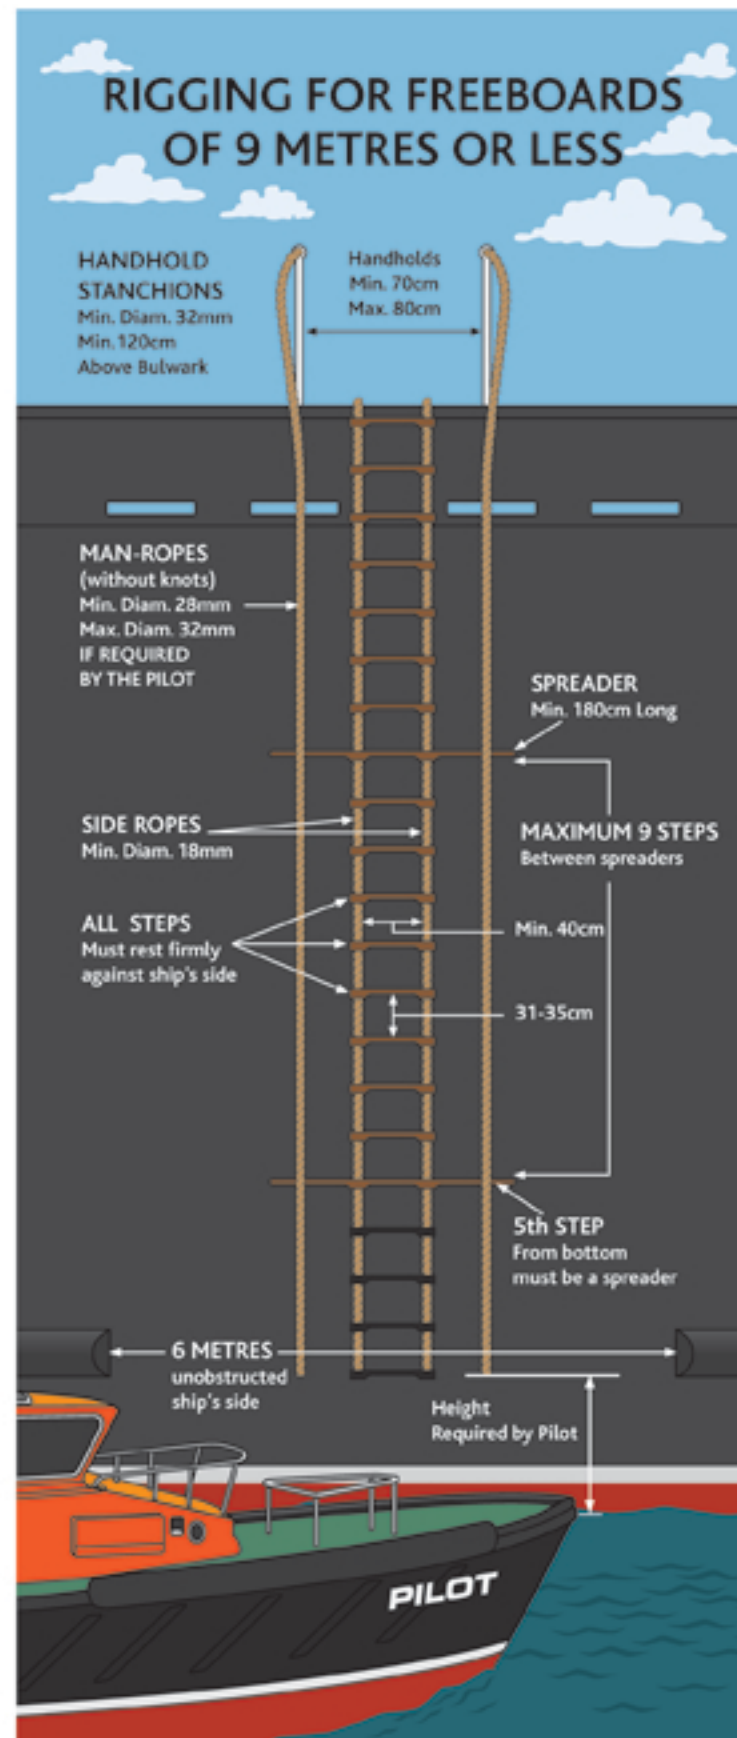 RIGGING FOR FREEBOARDS
OF 9 METRES OR LESS
HANDHOLD
STANCHIONS
Min. Diam. 32mm
Min. 120cm
Above Bulwark
Handholds
Min. 70cm
Max. 80cm
MAN-ROPES
(without knots)
Min. Diam. 28mm
Max. Diam. 32mm
IF REQUIRED
BY THE PILOT
SPREADER
Min. 180cm Long
SIDE ROPES
Min. Diam. 18mm
MAXIMUM 9 STEPS
Between spreaders
ALL STEPS
Must rest firmly
against ship's side
Min. 40cm
31-35cm
5th STEP
From bottom
must be a spreader
6 METRES
unobstructed
ship's side
Height
Required by Pilot
PILOT